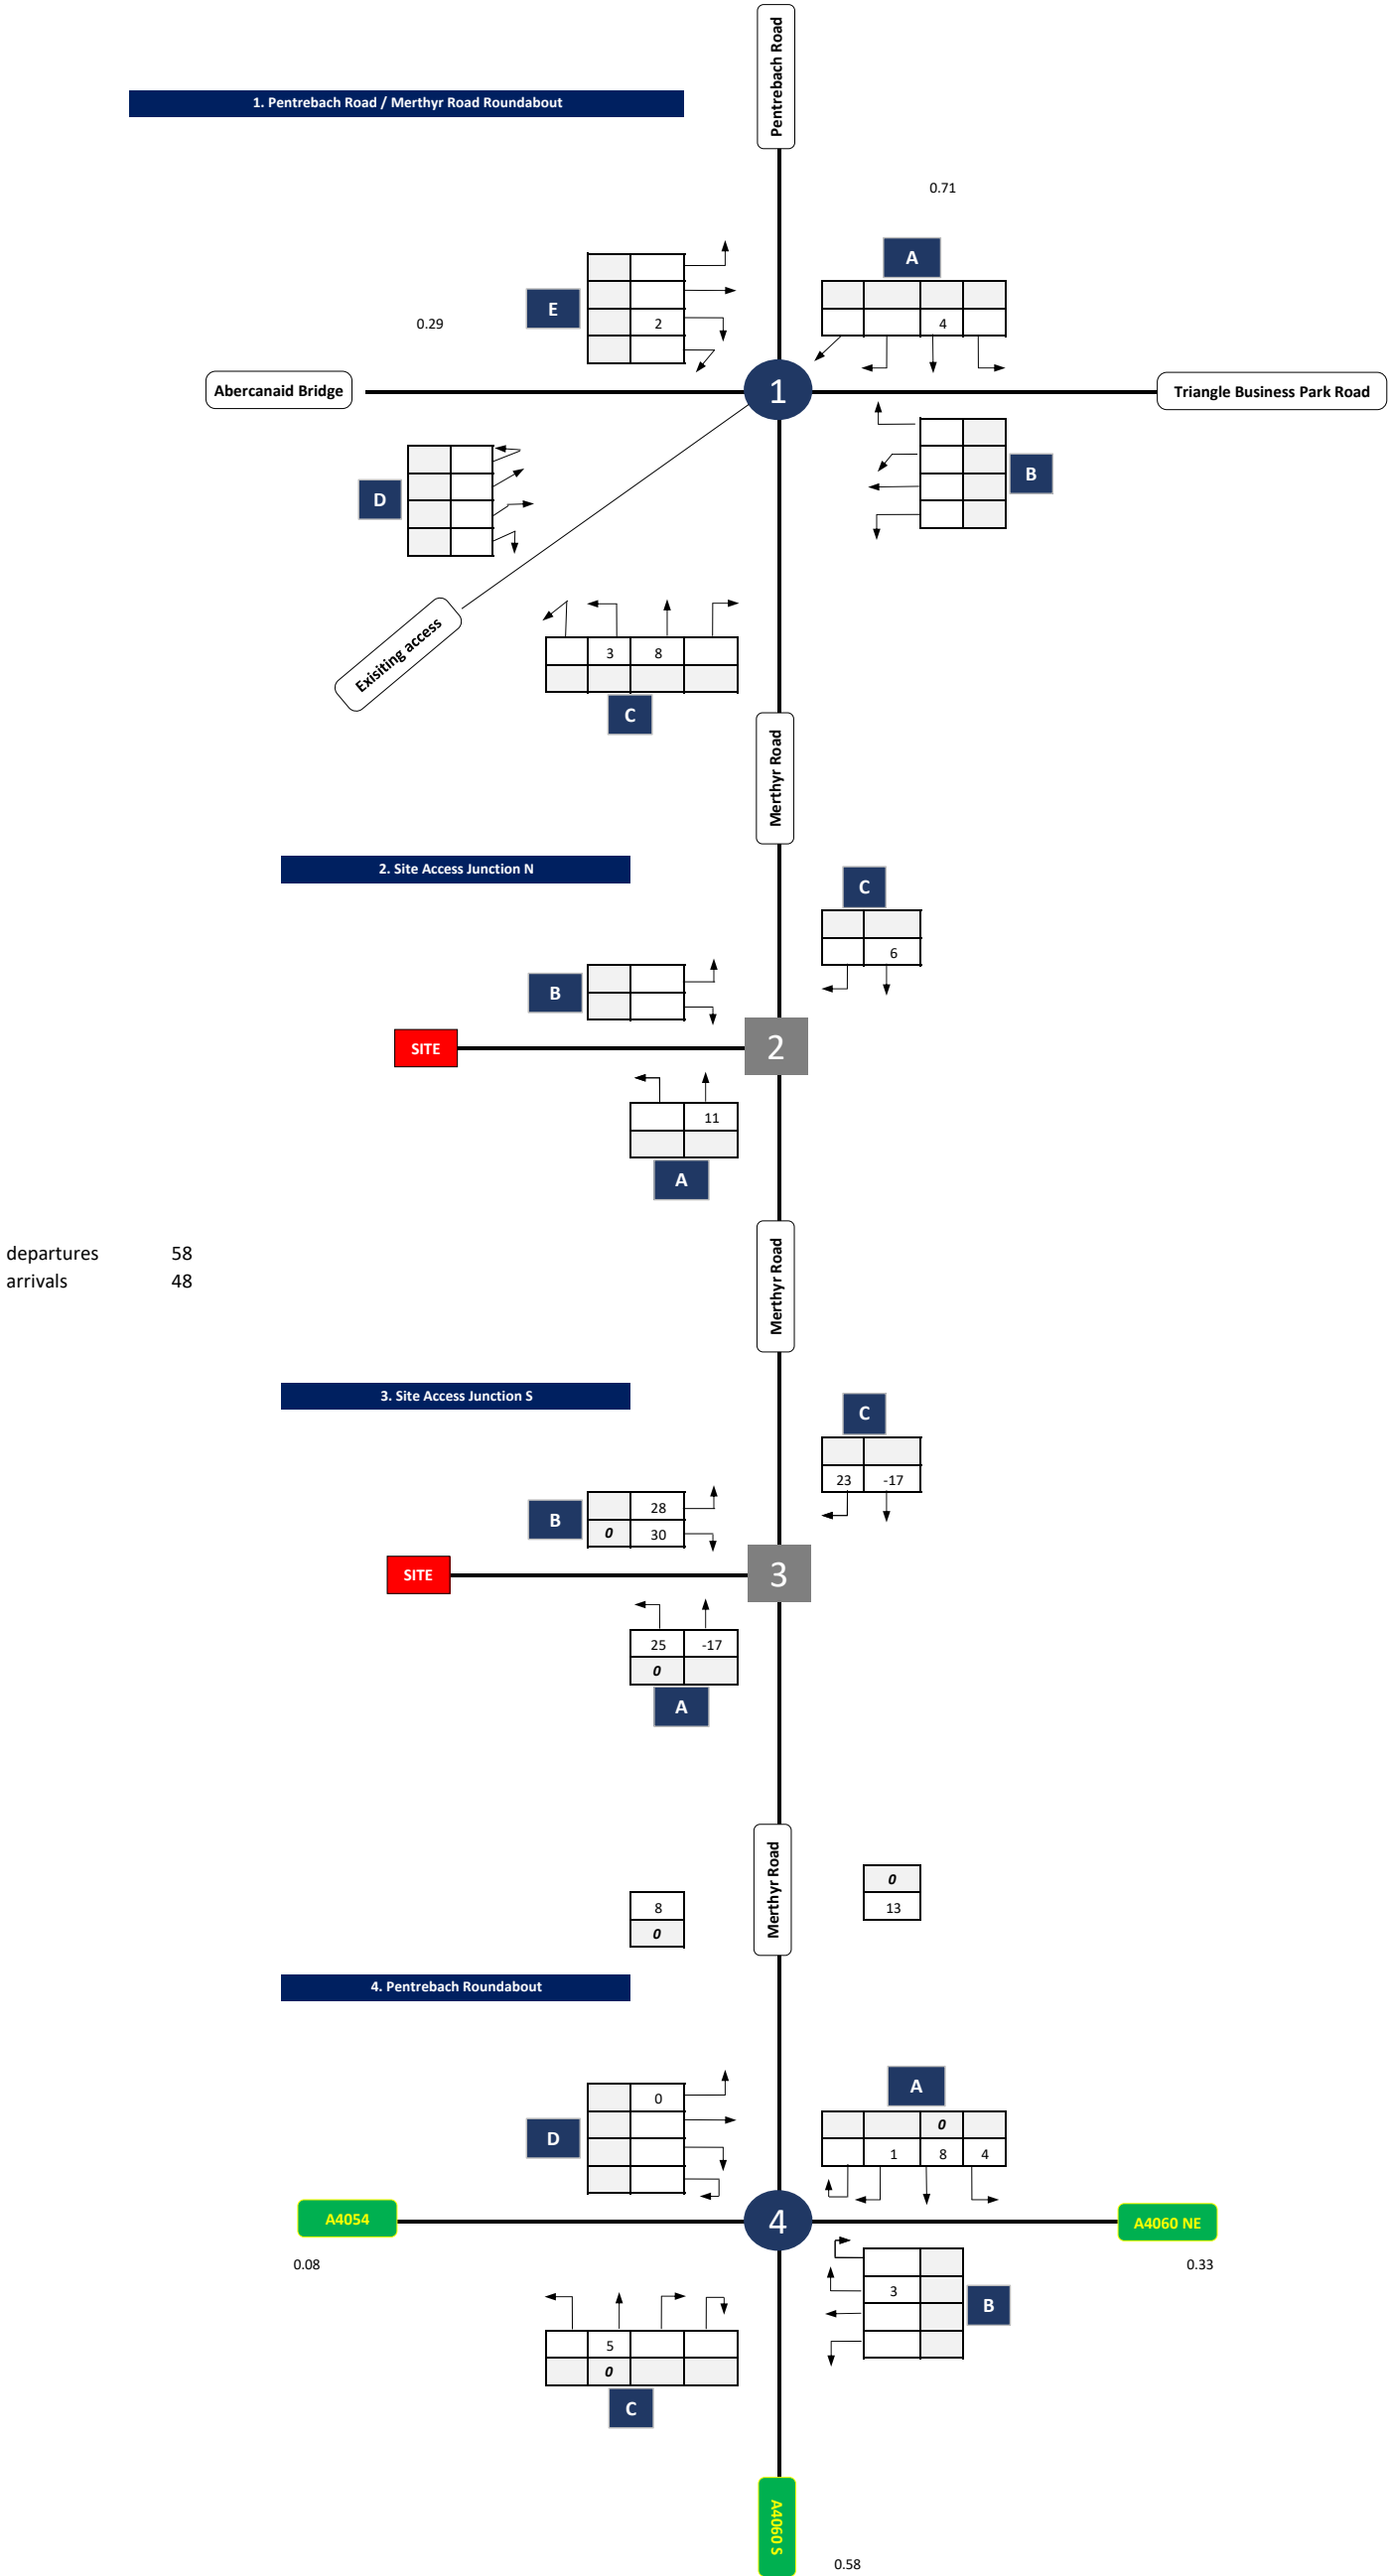 Pentrebach Road
1. Pentrebach Road / Merthyr Road Roundabout
0.71
A
E
0.29
2
4
Abercanaid Bridge
1
Triangle Business Park Road
D
B
Exisiting access
3 8
C
Merthyr Road
2. Site Access Junction N
C
6
B
SITE
2
11
A
Merthyr Road
departures 58
arrivals 48
3. Site Access Junction S
C
23 -17
B
28
0 30
SITE
3
25 -17
0
A
Merthyr Road
0
8
13
0
4. Pentrebach Roundabout
A
0
0
D
1 8 4
A4054
4
A4060 NE
0.08
0.33
3
B
5
0
C
A4060 S
0.58